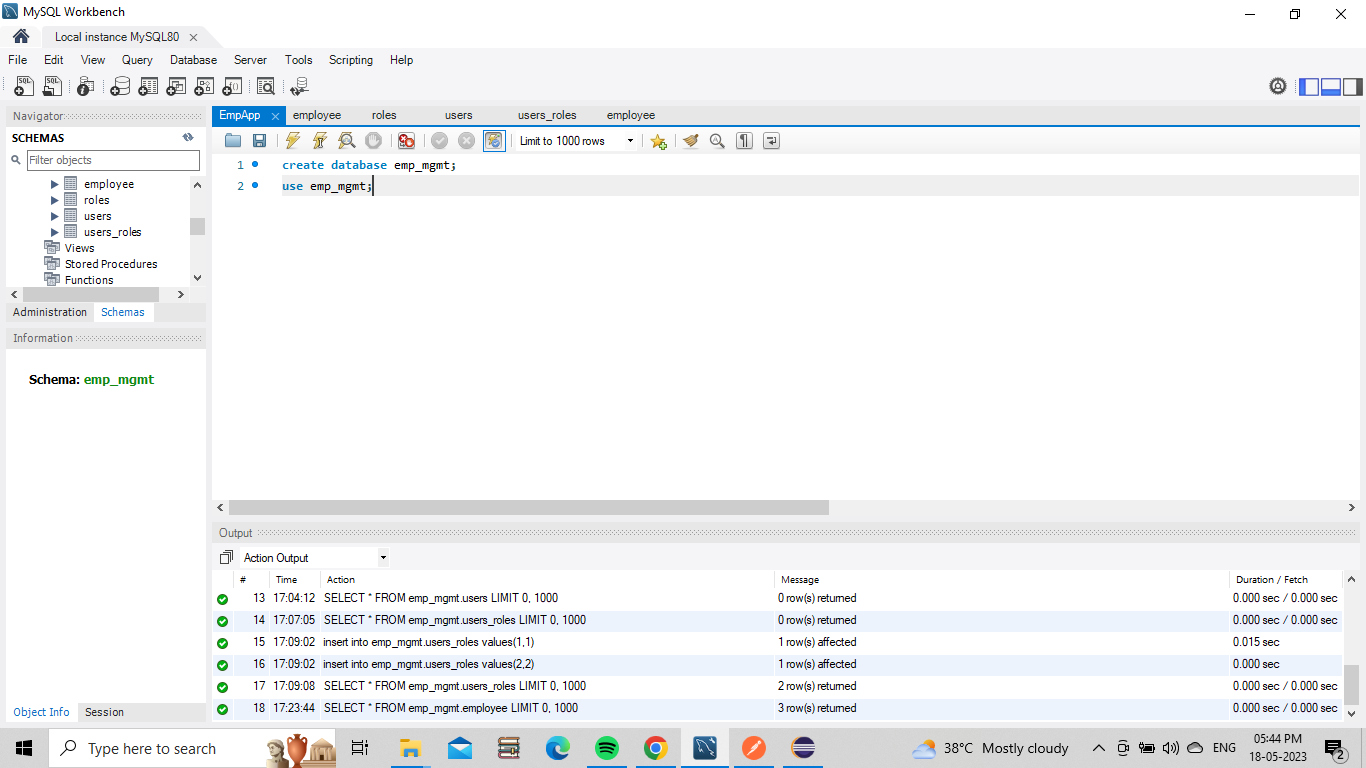 MySQL Workbench
Local instance MySQL80
File Edit View Query Database Server Tools Scripting Help
Navigator
SCHEMAS
Filter objects
employee
roles
users
users_roles
Views
Stored Procedures
Functions
Administration Schemas
Information
Schema: emp_mgmt
Object Info Session
EmpApp employee roles users users_roles employee
Limit to 1000 rows
1 create database emp_mgmt;
2 use emp_mgmt;
Output
Action Output
# Time Action Message Duration / Fetch
13 17:04:12 SELECT * FROM emp_mgmt.users LIMIT 0, 1000 0 row(s) returned 0.000 sec / 0.000 sec
14 17:07:05 SELECT * FROM emp_mgmt.users_roles LIMIT 0, 1000 0 row(s) returned 0.000 sec / 0.000 sec
15 17:09:02 insert into emp_mgmt.users_roles values(1,1) 1 row(s) affected 0.015 sec
16 17:09:02 insert into emp_mgmt.users_roles values(2,2) 1 row(s) affected 0.000 sec
17 17:09:08 SELECT * FROM emp_mgmt.users_roles LIMIT 0, 1000 2 row(s) returned 0.000 sec / 0.000 sec
18 17:23:44 SELECT * FROM emp_mgmt.employee LIMIT 0, 1000 3 row(s) returned 0.000 sec / 0.000 sec
Type here to search
38°C Mostly cloudy
ENG
05:44 PM
18-05-2023
2